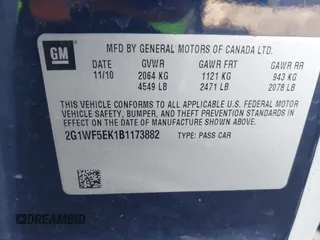 GM
MFD BY GENERAL MOTORS OF CANADA LTD.
DATE GVWR GAWR FRT GAWR RR
11/10 2064 KG 1121 KG 943 KG
4549 LB 2471 LB 2078 LB
THIS VEHICLE CONFORMS TO ALL APPLICABLE U.S. FEDERAL MOTOR
VEHICLE SAFETY, BUMPER, AND THEFT PREVENTION STANDARDS
IN EFFECT ON THE DATE OF MANUFACTURE SHOWN ABOVE.
2G1WF5EK1B1173882 TYPE: PASS CAR
DREAMBID